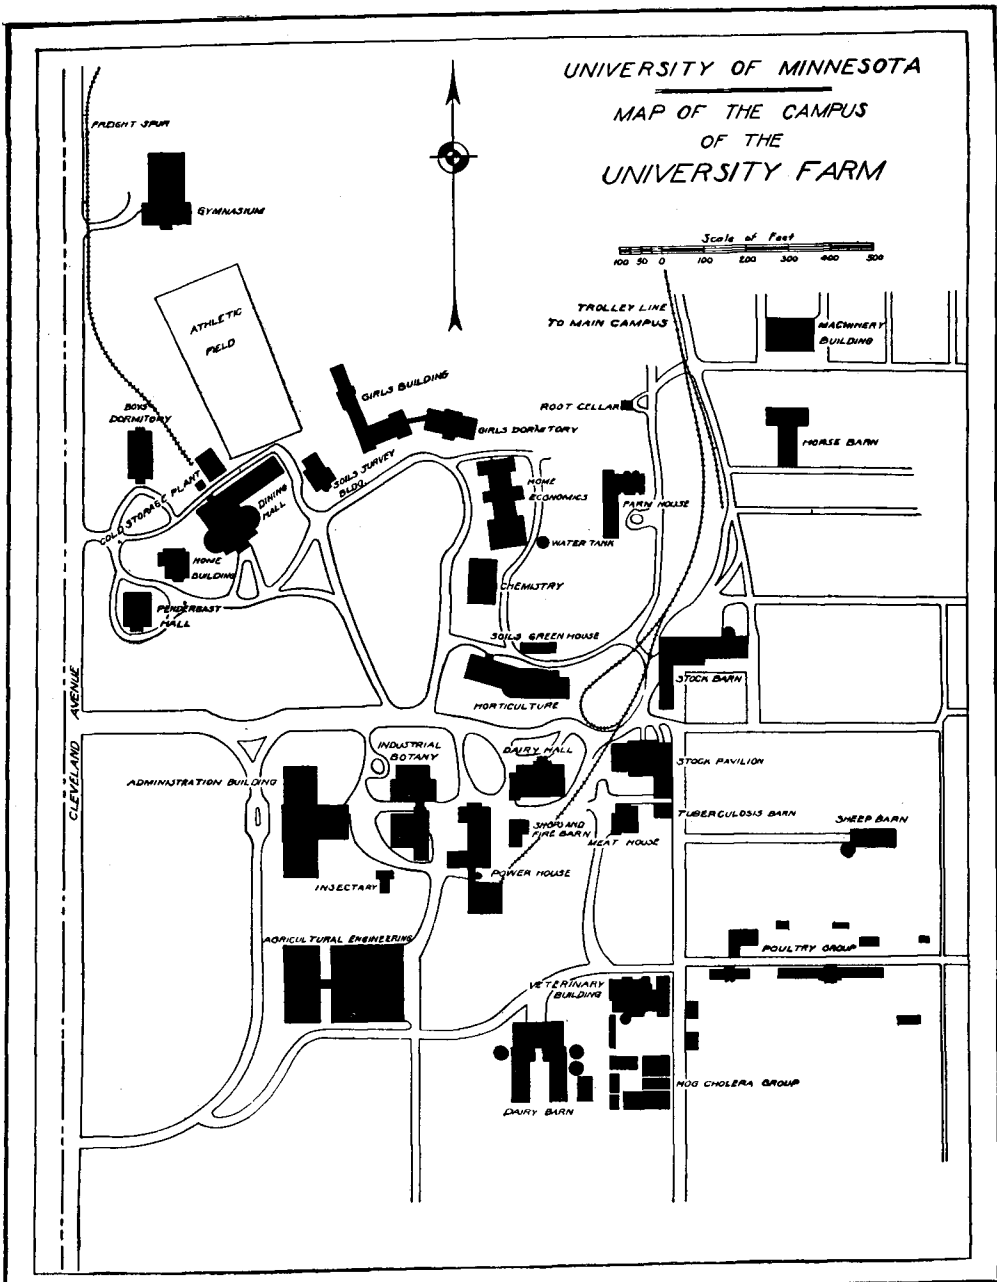 UNIVERSITY OF MINNESOTA
MAP OF THE CAMPUS
OF THE
UNIVERSITY FARM
Scale of Feet
100 50 0 100 200 300 400 500
FREIGHT SPUR
GYMNASIUM
ATHLETIC
FIELD
TROLLEY LINE
TO MAIN CAMPUS
MACHINERY
BUILDING
GIRLS BUILDING
ROOT CELLAR
BOYS
DORMITORY
GIRLS DORMITORY
HORSE BARN
SOILS SURVEY
BLDG.
COLD STORAGE PLANT
DINING
HALL
HOME
ECONOMICS
FARM HOUSE
WATER TANK
HOME
BUILDING
CHEMISTRY
PENDERGAST
HALL
SOILS GREEN HOUSE
STOCK BARN
HORTICULTURE
CLEVELAND AVENUE
INDUSTRIAL
BOTANY
DAIRY HALL
STOCK PAVILION
ADMINISTRATION BUILDING
TUBERCULOSIS BARN
SHEEP BARN
SHOPS AND
FIRE BARN
MEAT HOUSE
POWER HOUSE
INSECTARY
AGRICULTURAL ENGINEERING
POULTRY GROUP
VETERINARY
BUILDING
HOG CHOLERA GROUP
DAIRY BARN